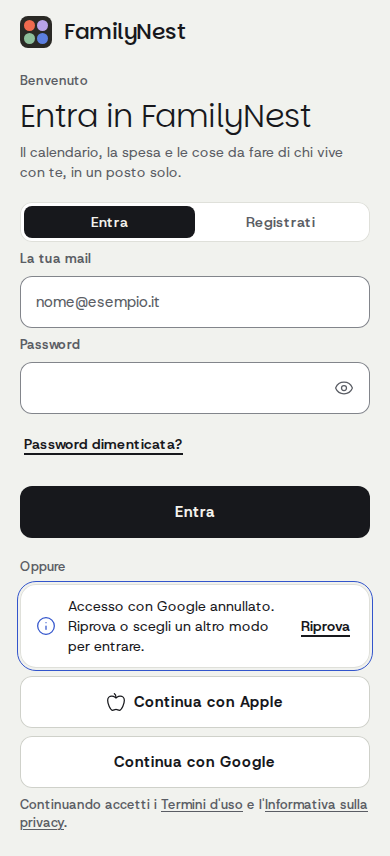 FamilyNest
Benvenuto
Entra in FamilyNest
Il calendario, la spesa e le cose da fare di chi vive
con te, in un posto solo.
Entra
Registrati
La tua mail
nome@esempio.it
Password
Password dimenticata?
Entra
Oppure
Accesso con Google annullato.
Riprova o scegli un altro modo
per entrare.
Riprova
Continua con Apple
Continua con Google
Continuando accetti i Termini d'uso e l'Informativa sulla
privacy.